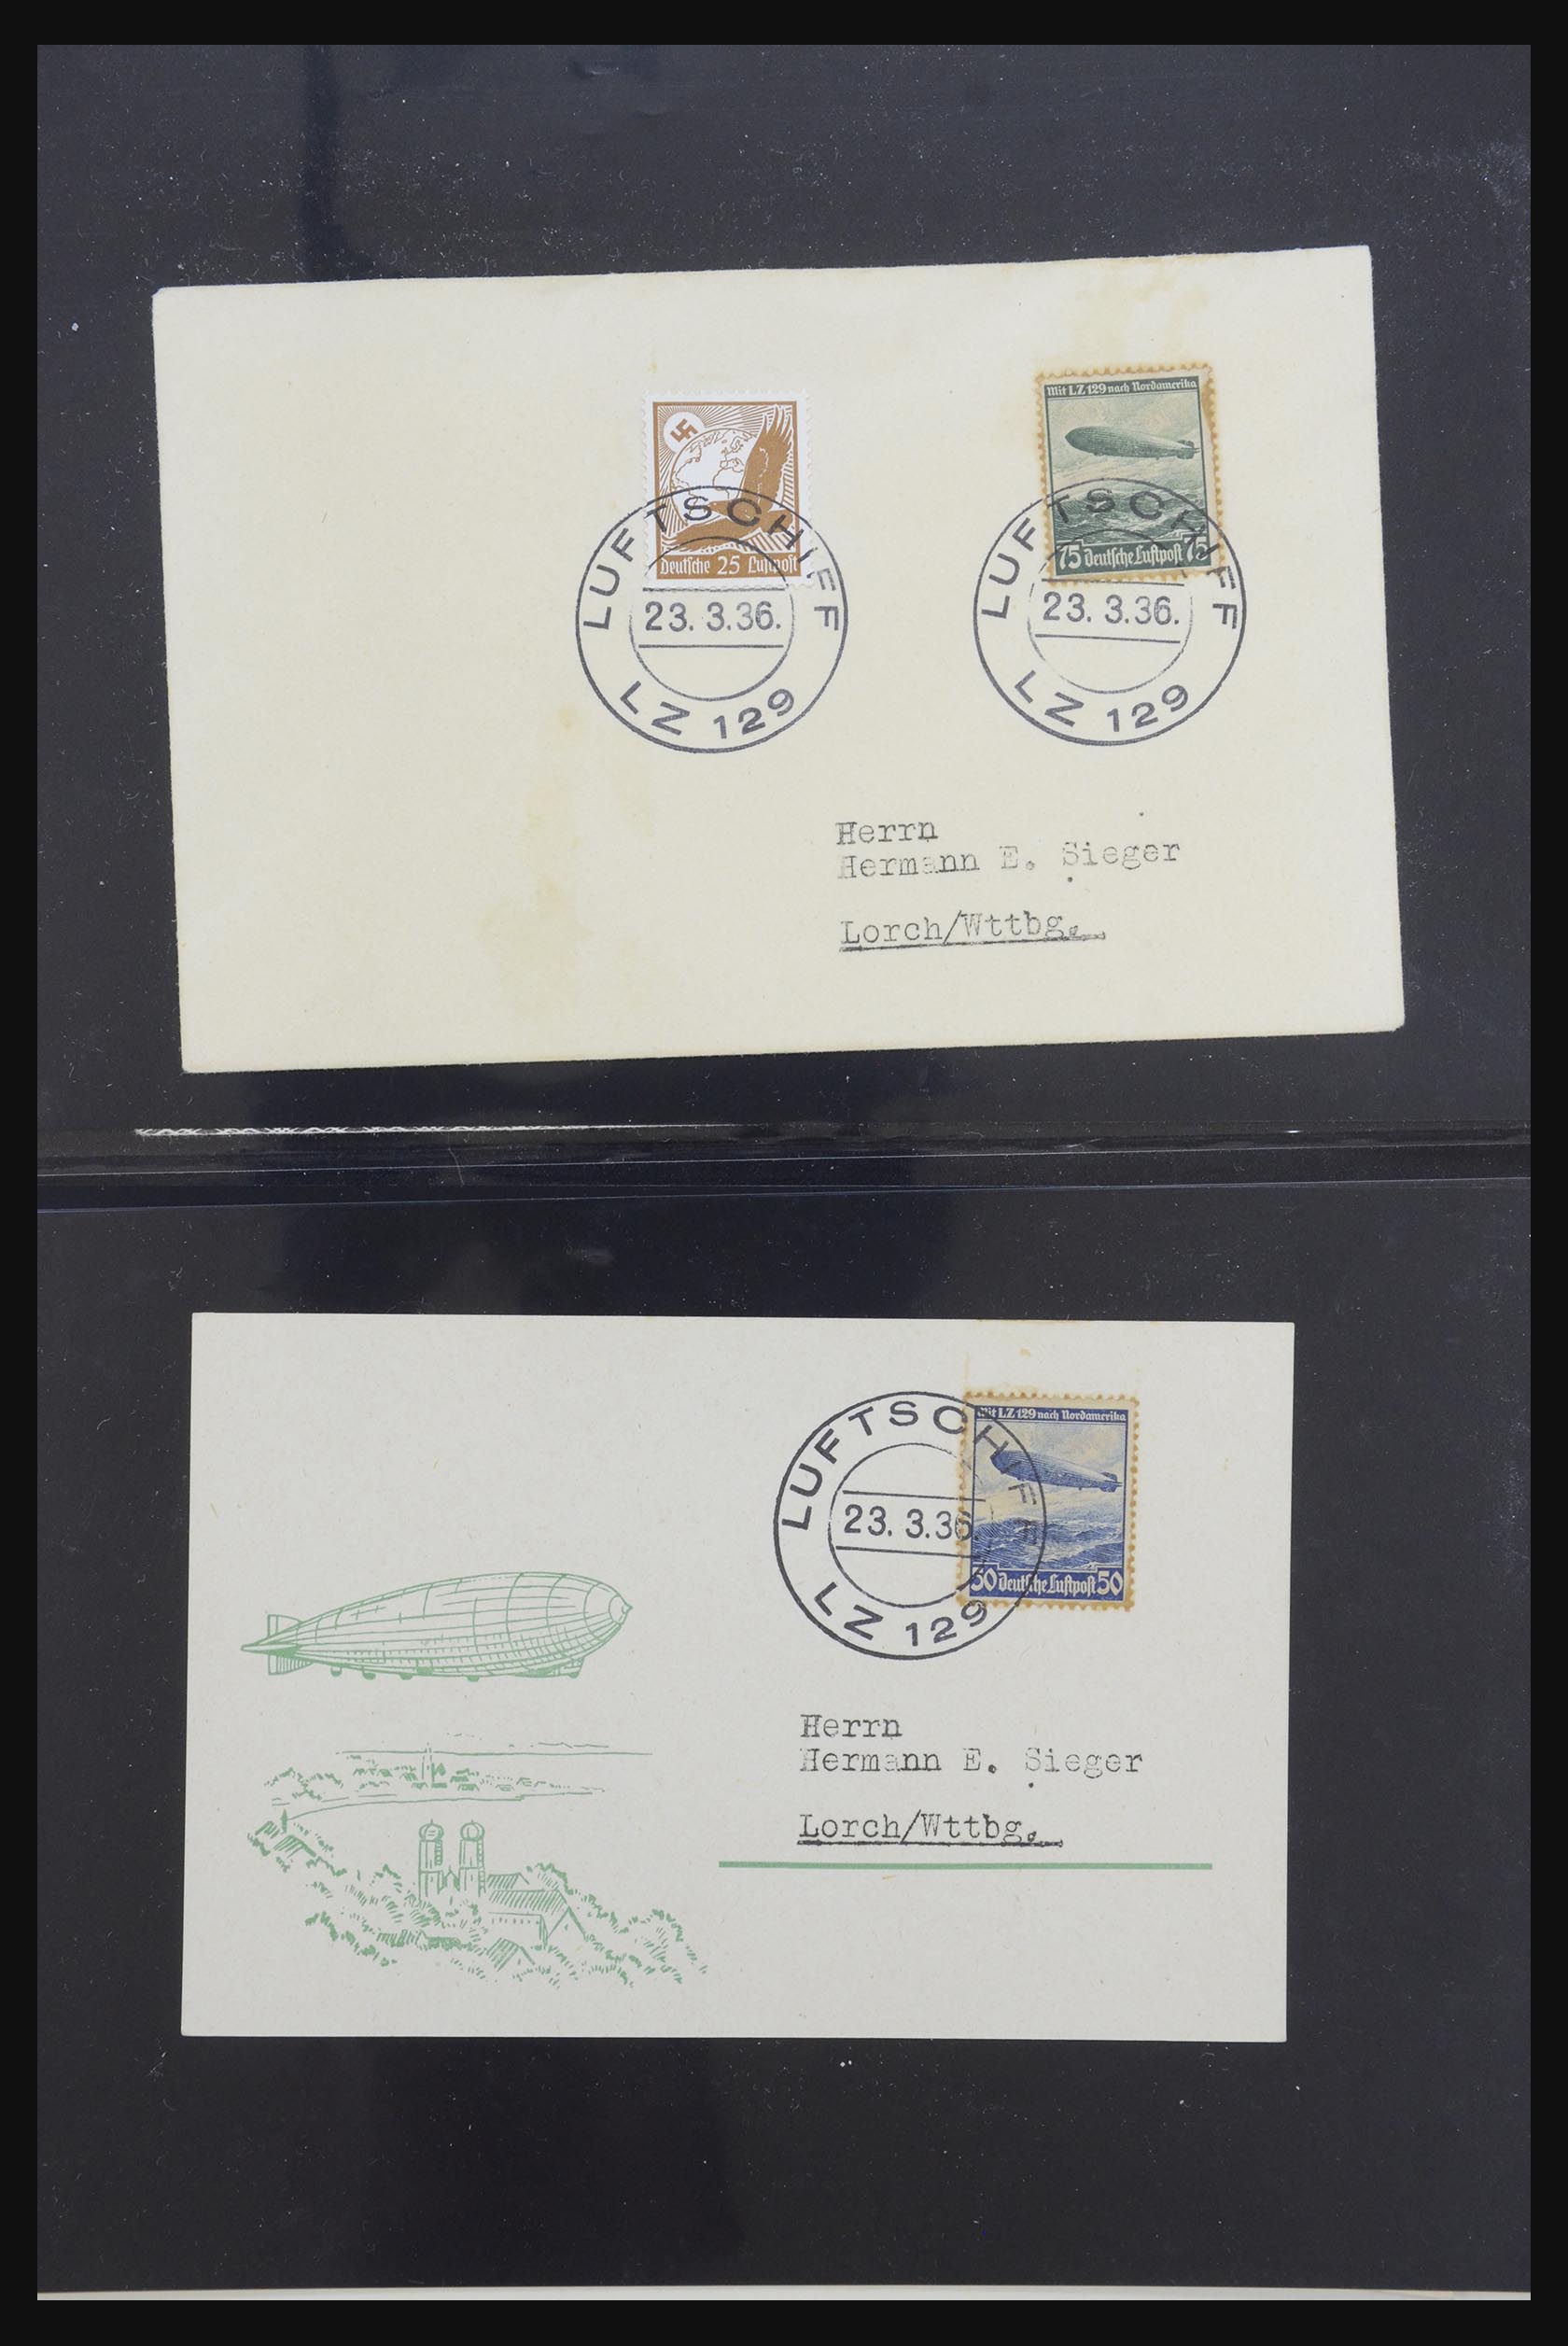 Mit LZ 129 nach Nordamerika
Deutsche 25 Luftpost
75 Deutsche Luftpost 75
LUFTSCHIFF
23. 3.36.
LZ 129
LUFTSCHIFF
23. 3.36.
LZ 129
Herrn
Hermann E. Sieger
Lorch/Wttbg.
Mit LZ 129 nach Nordamerika
50 Deutsche Luftpost 50
LUFTSCHIFF
23. 3.36.
LZ 129
Herrn
Hermann E. Sieger
Lorch/Wttbg.